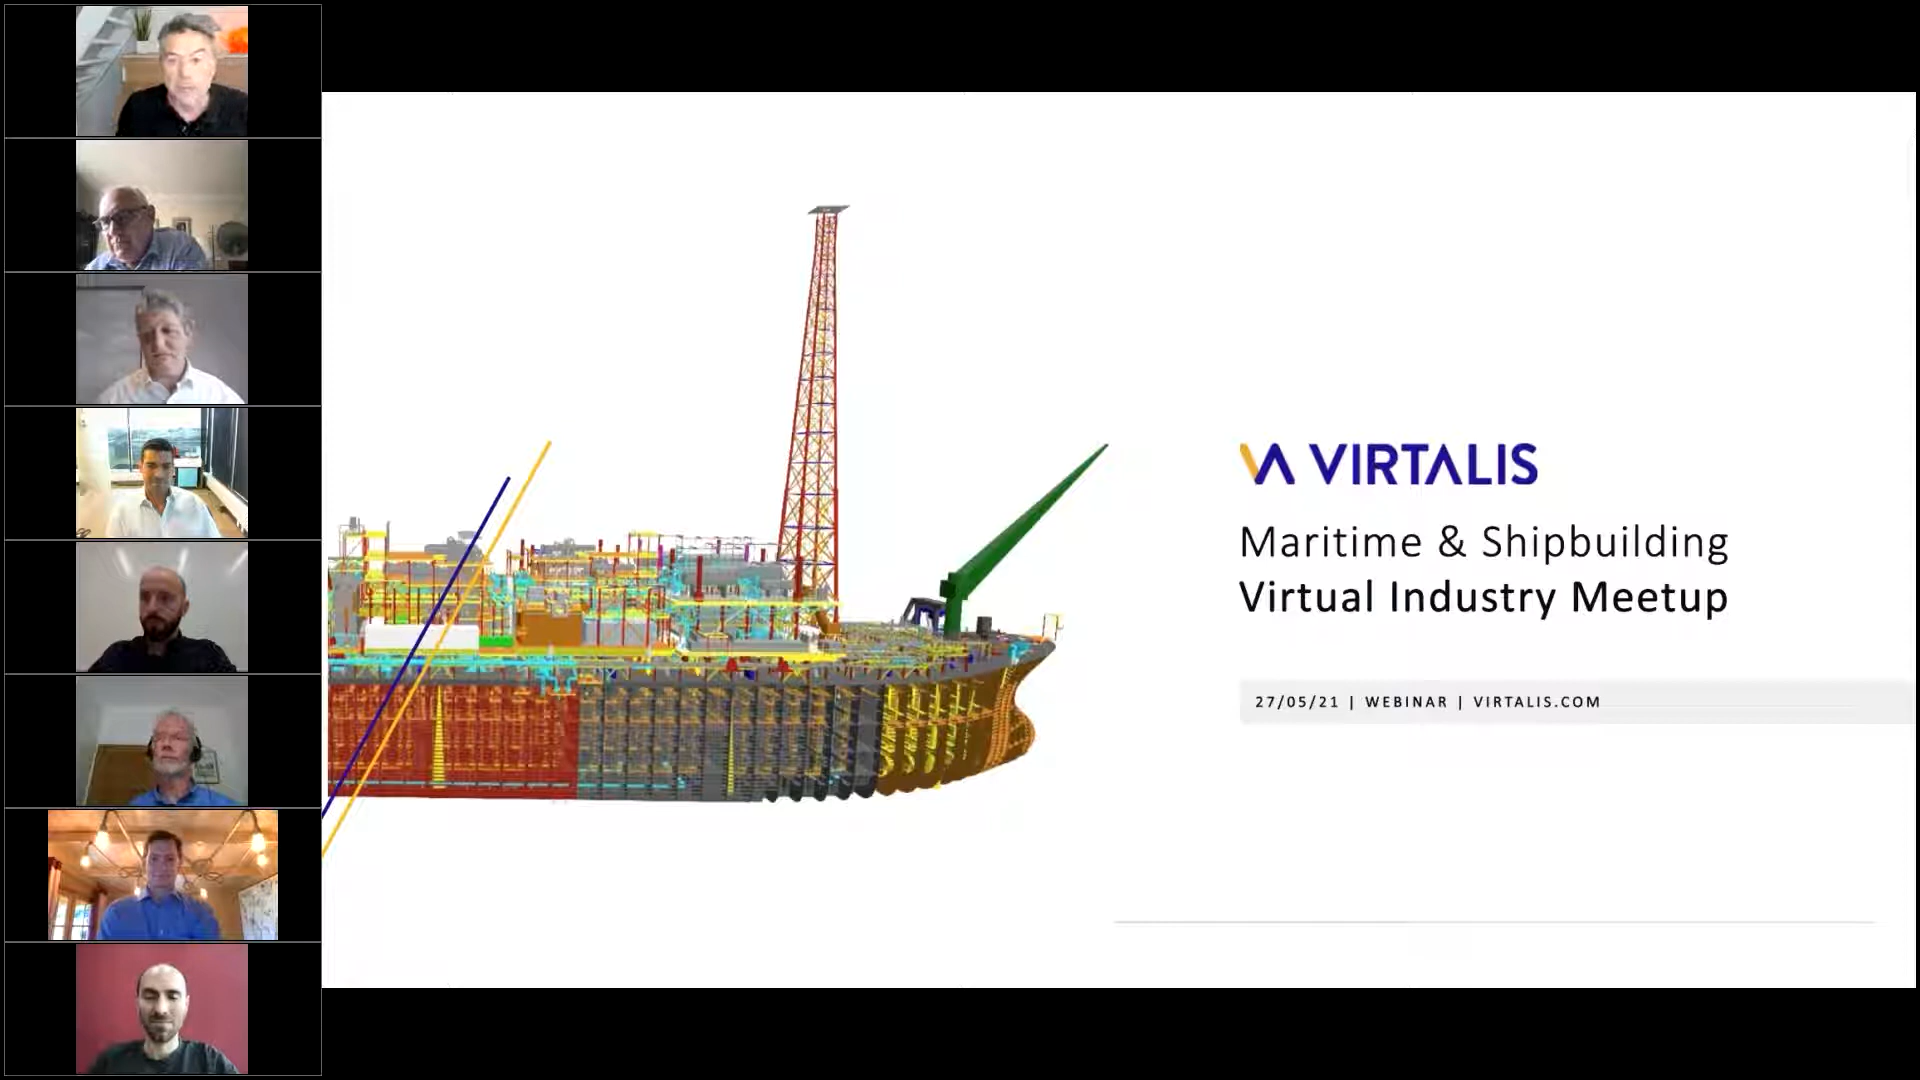 VIRTALIS
Maritime & Shipbuilding
Virtual Industry Meetup
27/05/21 | WEBINAR | VIRTALIS.COM